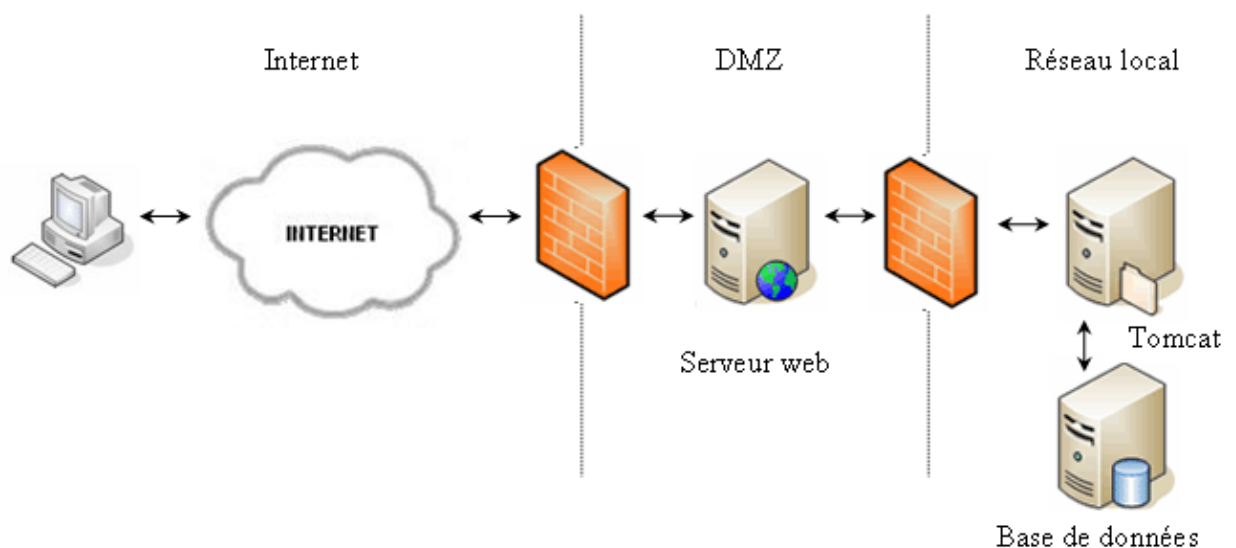 Internet
DMZ
Réseau local
INTERNET
Tomcat
Serveur web
Base de données